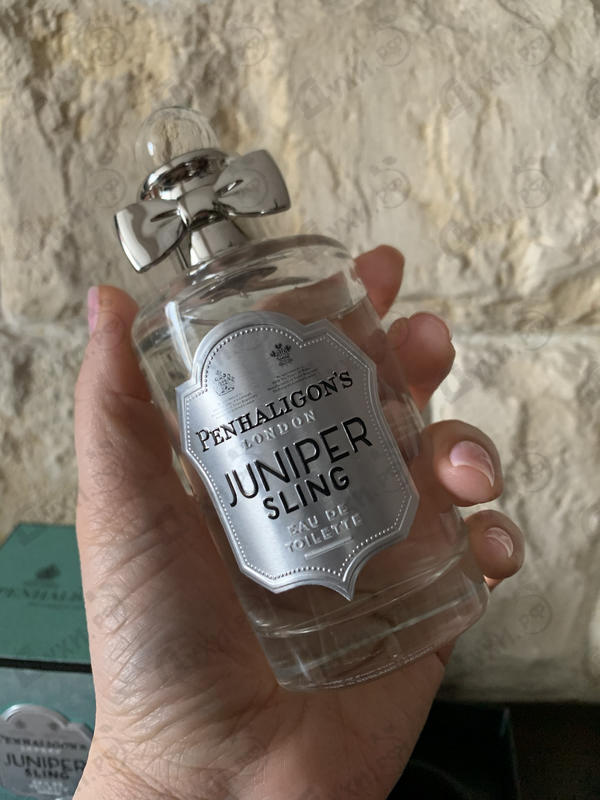 PENHALIGON'S
LONDON
JUNIPER
SLING
EAU DE
TOILETTE
PENHALIGON'S
JUNIPER
SLING